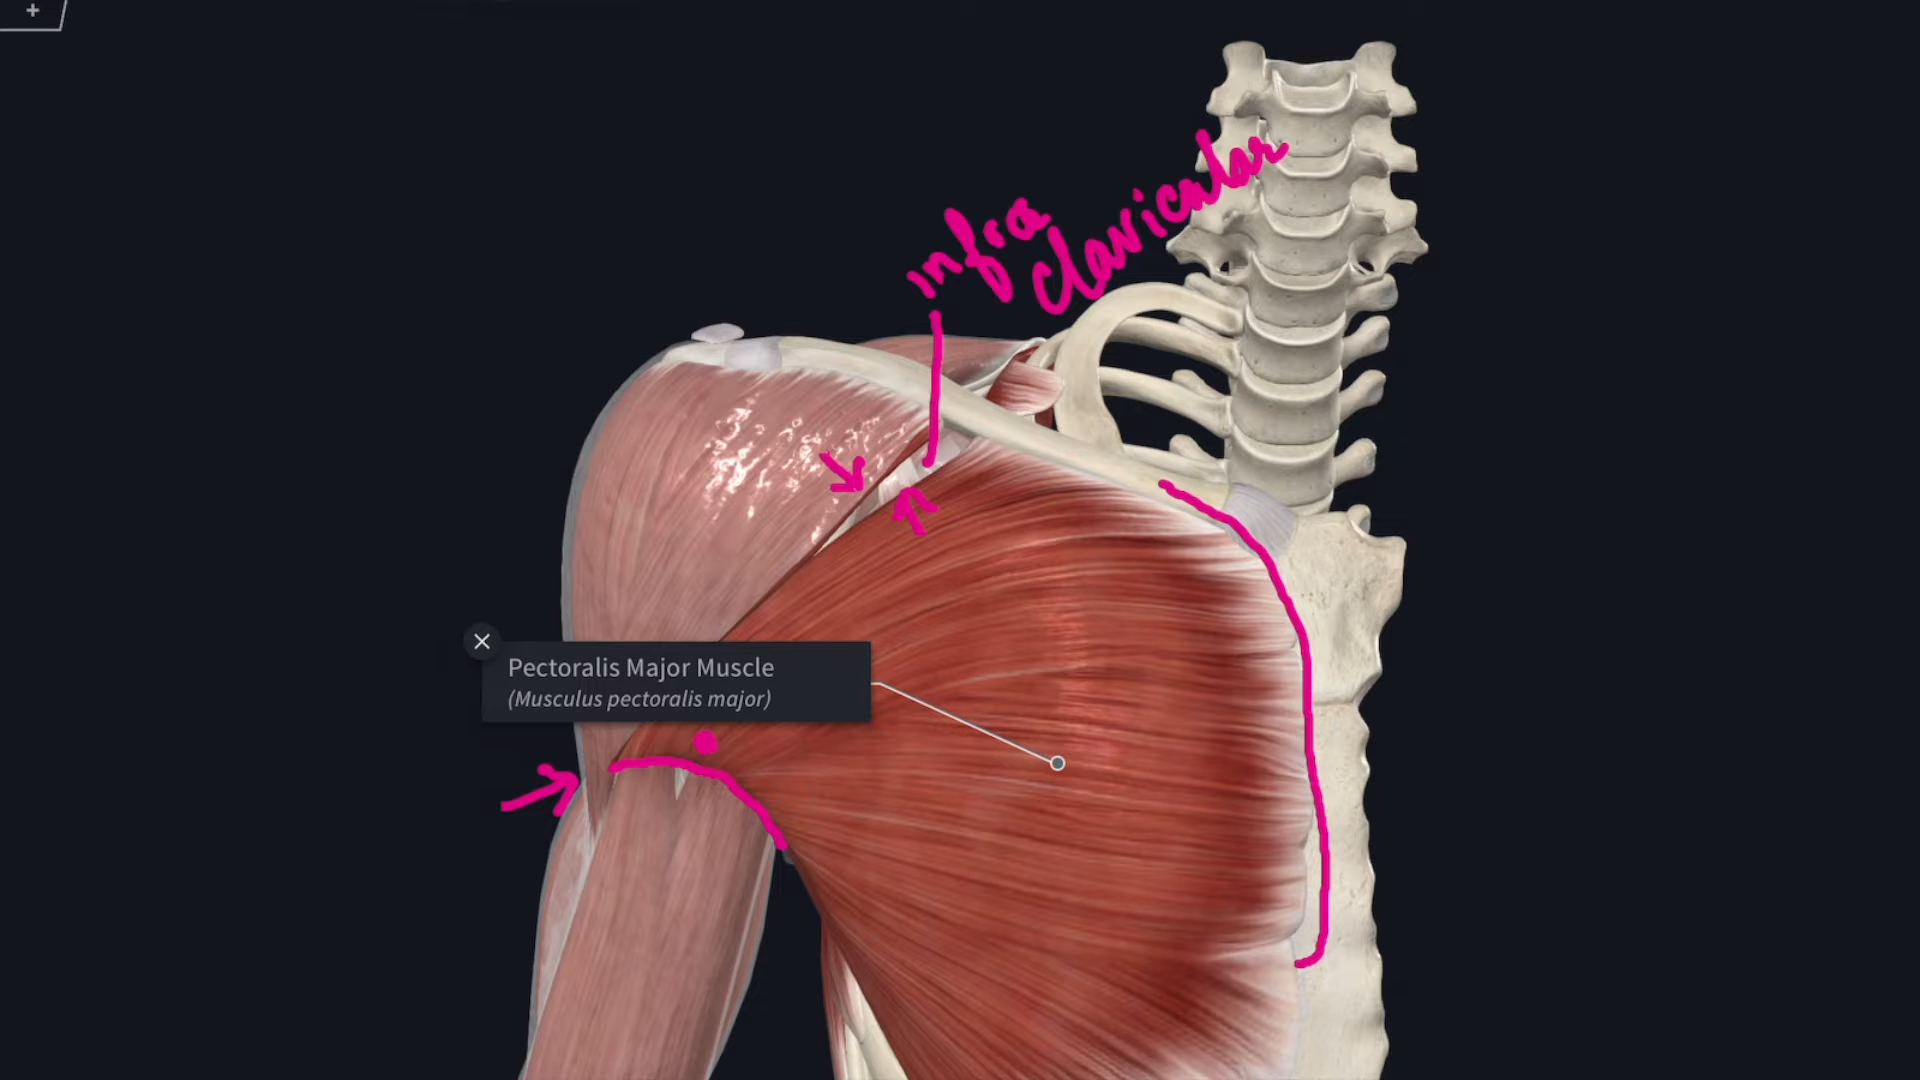 +
infra
clavicular
Pectoralis Major Muscle
(Musculus pectoralis major)